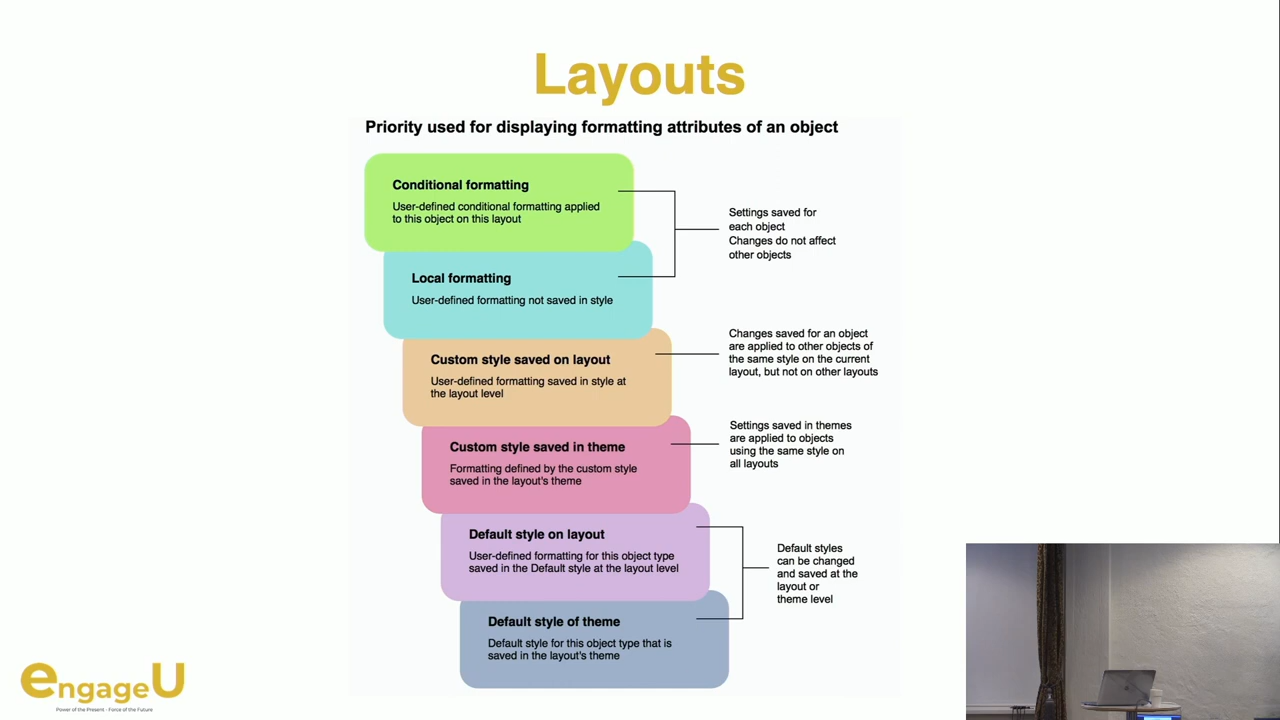 Layouts
Priority used for displaying formatting attributes of an object
Conditional formatting
User-defined conditional formatting applied
to this object on this layout
Settings saved for
each object
Changes do not affect
other objects
Local formatting
User-defined formatting not saved in style
Custom style saved on layout
User-defined formatting saved in style at
the layout level
Changes saved for an object
are applied to other objects of
the same style on the current
layout, but not on other layouts
Custom style saved in theme
Formatting defined by the custom style
saved in the layout's theme
Settings saved in themes
are applied to objects
using the same style on
all layouts
Default style on layout
User-defined formatting for this object type
saved in the Default style at the layout level
Default styles
can be changed
and saved at the
layout or
theme level
Default style of theme
Default style for this object type that is
saved in the layout's theme
engageU
Power of the Present - Force of the Future